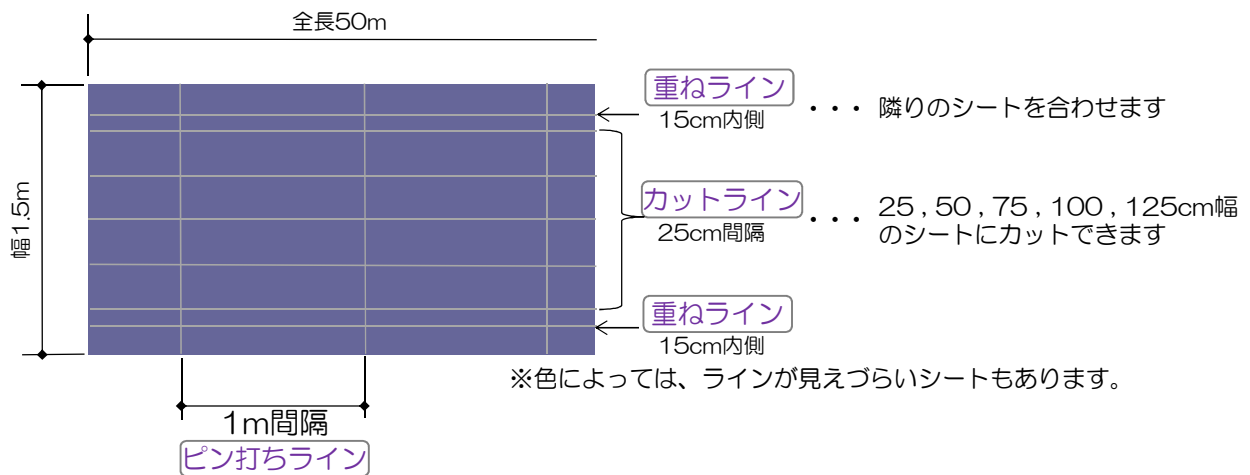 全長50m
幅1.5m
重ねライン
15cm内側
・・・ 隣りのシートを合わせます
カットライン
25cm間隔
・・・ 25 , 50 , 75 , 100 , 125cm幅
のシートにカットできます
重ねライン
15cm内側
※色によっては、ラインが見えづらいシートもあります。
1m間隔
ピン打ちライン